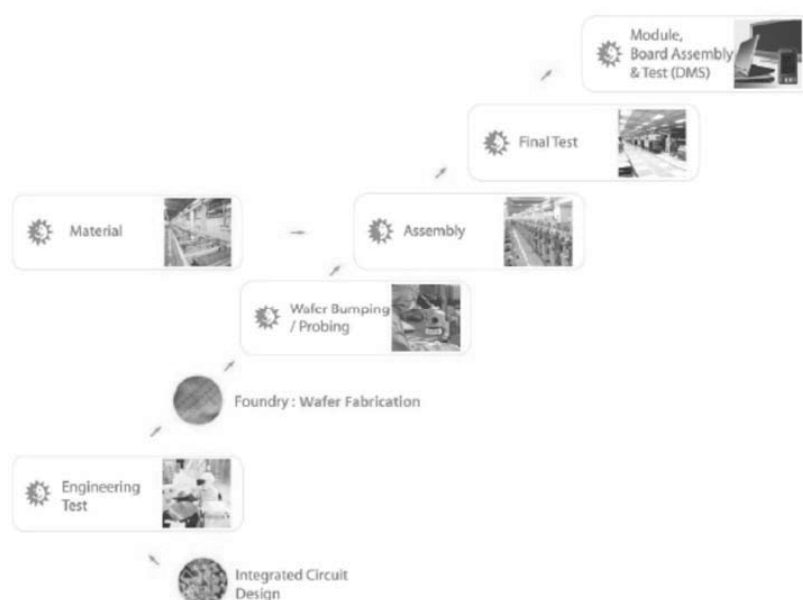 Module,
Board Assembly
& Test (DMS)
Final Test
Material
Assembly
Wafer Bumping
/ Probing
Foundry : Wafer Fabrication
Engineering
Test
Integrated Circuit
Design